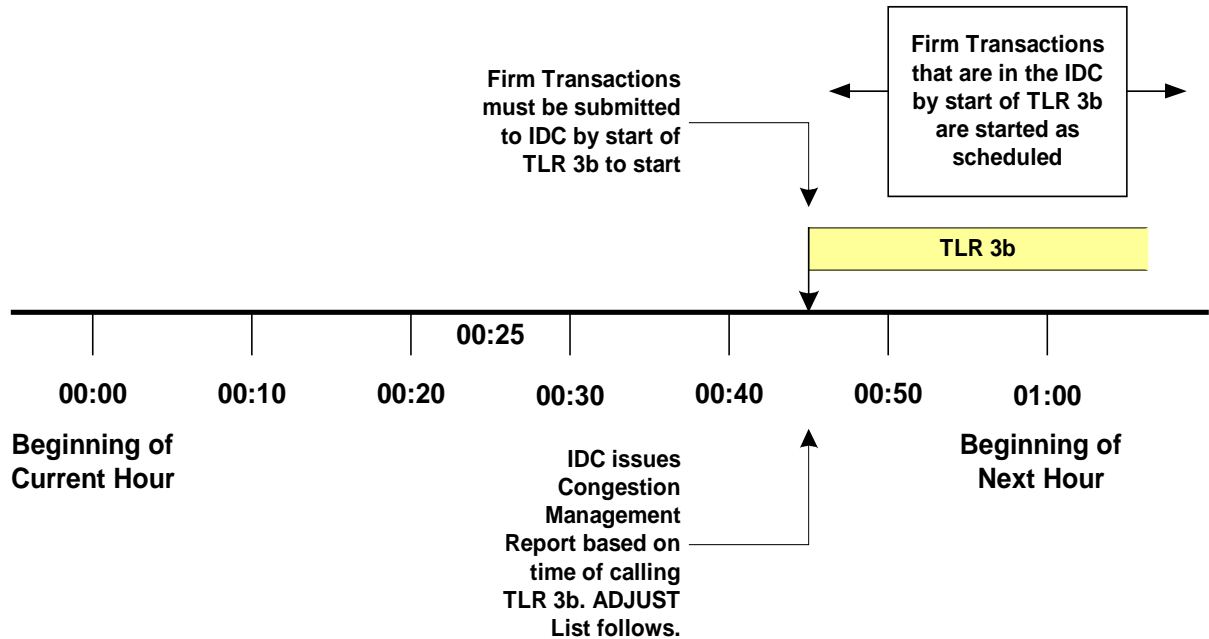 Firm Transactions
must be submitted
to IDC by start of
TLR 3b to start
Firm Transactions
that are in the IDC
by start of TLR 3b
are started as
scheduled
TLR 3b
00:25
00:00
00:10
00:20
00:30
00:40
00:50
01:00
Beginning of
Current Hour
IDC issues
Congestion
Management
Report based on
time of calling
TLR 3b. ADJUST
List follows.
Beginning of
Next Hour